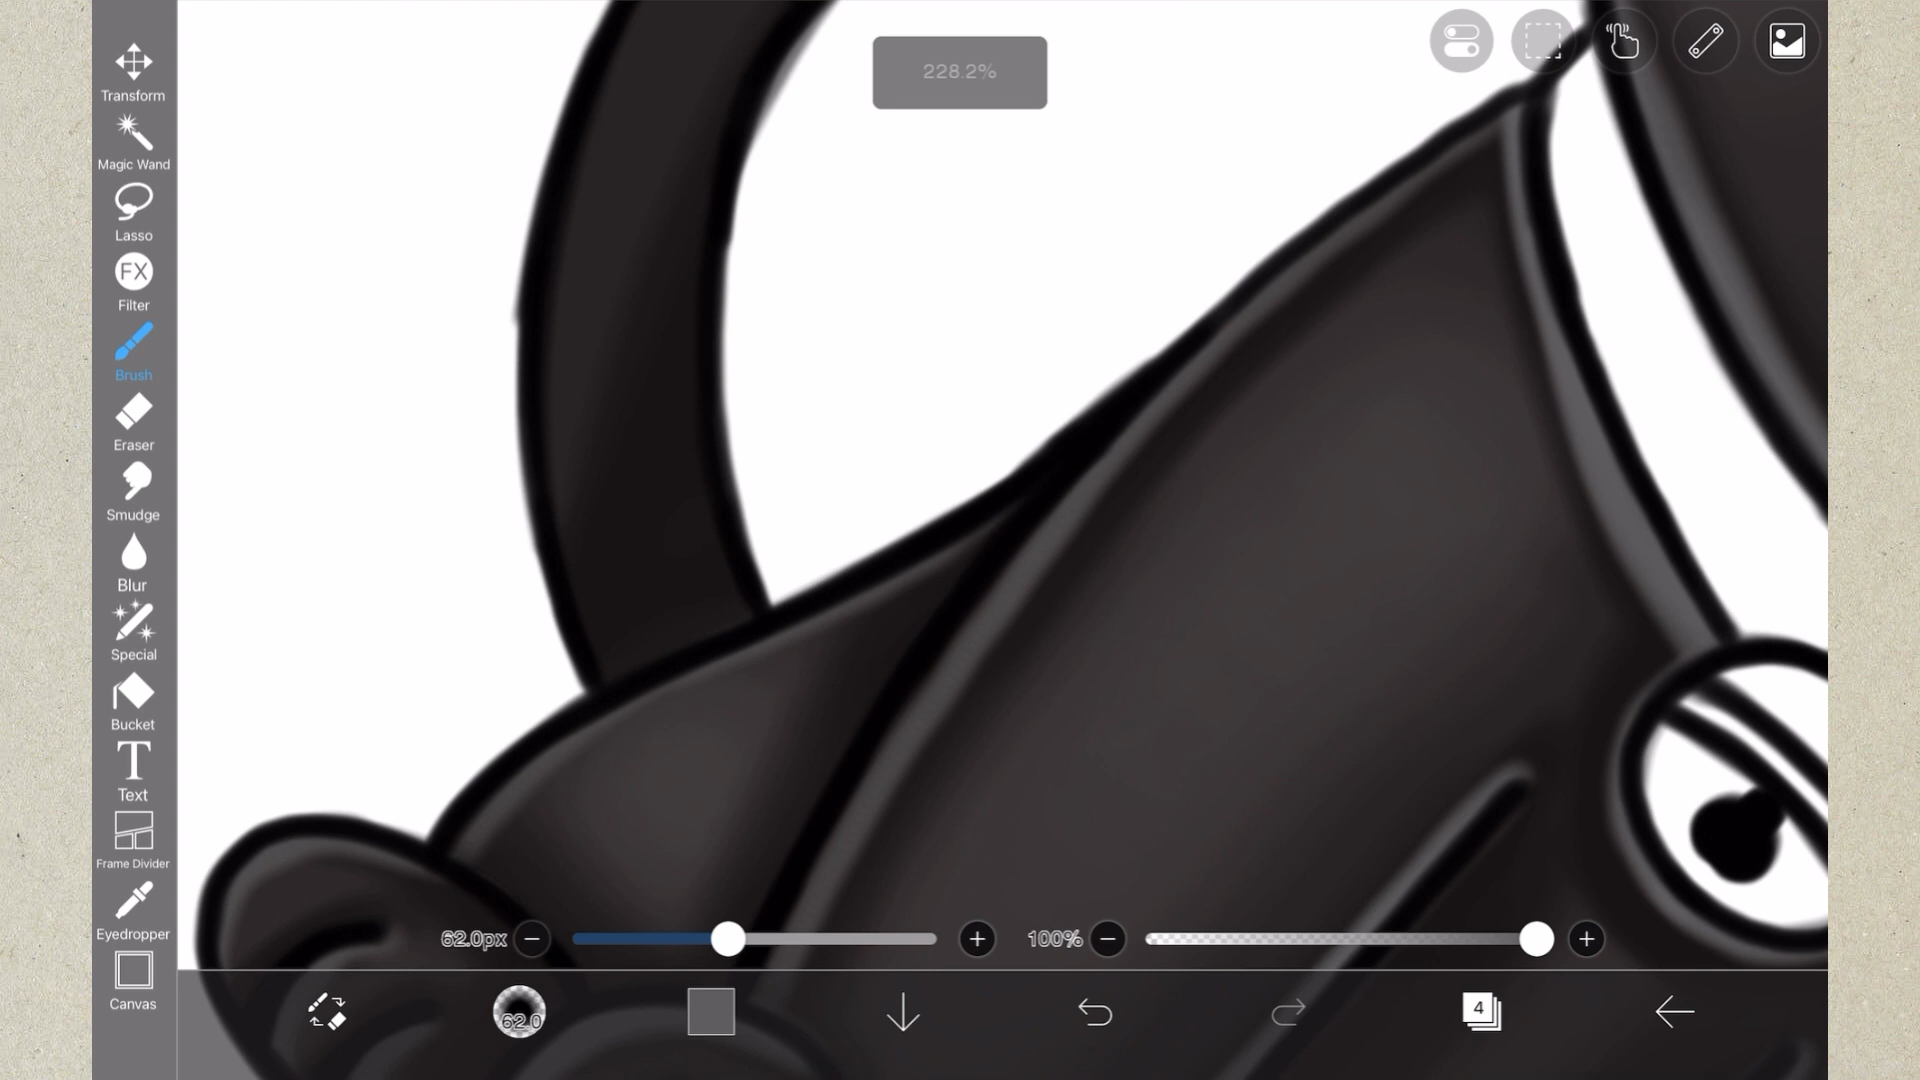 228.2%
Transform
Magic Wand
Lasso
FX
Filter
Brush
Eraser
Smudge
Blur
Special
Bucket
T
Text
Frame Divider
Eyedropper
Canvas
62.0px
100%
62.0
4